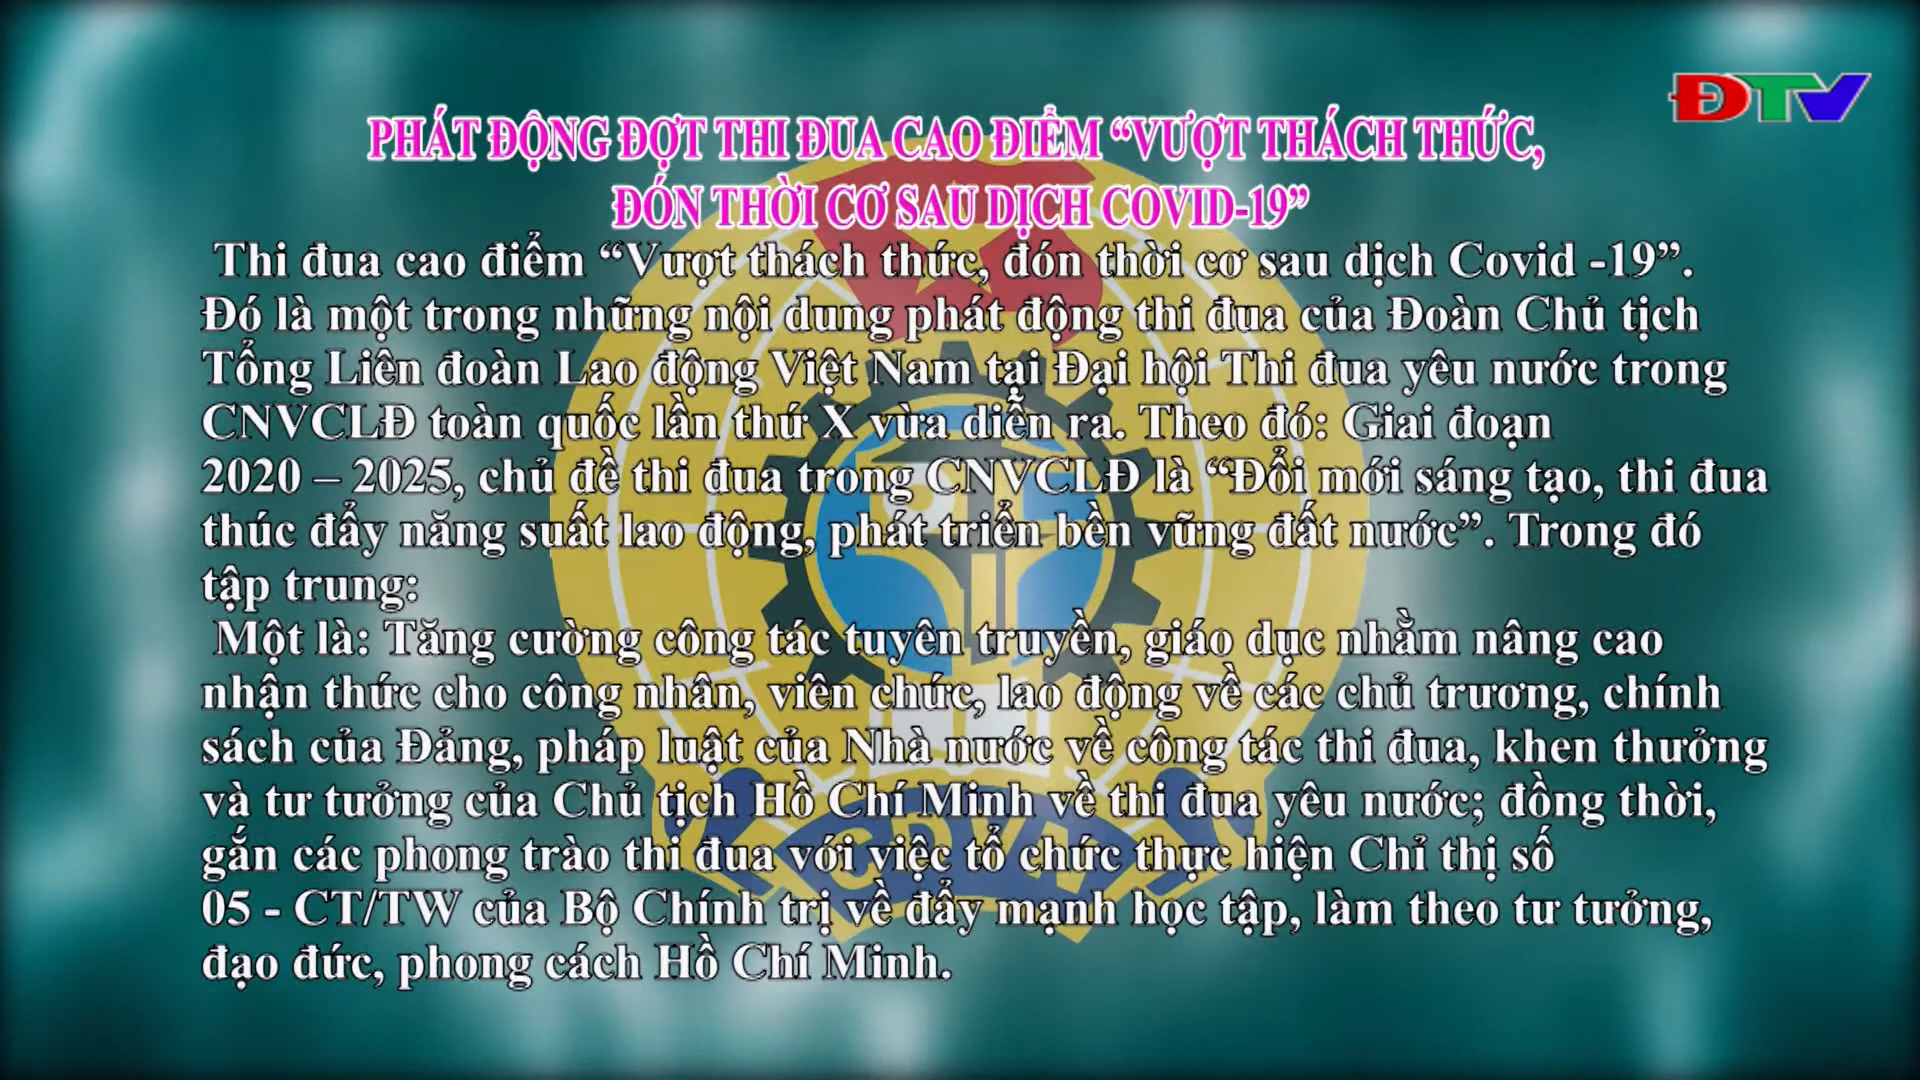 ĐTV
PHÁT ĐỘNG ĐỢT THI ĐUA CAO ĐIỂM “VƯỢT THÁCH THỨC,
ĐÓN THỜI CƠ SAU DỊCH COVID-19”
Thi đua cao điểm “Vượt thách thức, đón thời cơ sau dịch Covid -19”.
Đó là một trong những nội dung phát động thi đua của Đoàn Chủ tịch
Tổng Liên đoàn Lao động Việt Nam tại Đại hội Thi đua yêu nước trong
CNVCLĐ toàn quốc lần thứ X vừa diễn ra. Theo đó: Giai đoạn
2020 – 2025, chủ đề thi đua trong CNVCLĐ là “Đổi mới sáng tạo, thi đua
thúc đẩy năng suất lao động, phát triển bền vững đất nước”. Trong đó
tập trung:
Một là: Tăng cường công tác tuyên truyền, giáo dục nhằm nâng cao
nhận thức cho công nhân, viên chức, lao động về các chủ trương, chính
sách của Đảng, pháp luật của Nhà nước về công tác thi đua, khen thưởng
và tư tưởng của Chủ tịch Hồ Chí Minh về thi đua yêu nước; đồng thời,
gắn các phong trào thi đua với việc tổ chức thực hiện Chỉ thị số
05 - CT/TW của Bộ Chính trị về đẩy mạnh học tập, làm theo tư tưởng,
đạo đức, phong cách Hồ Chí Minh.